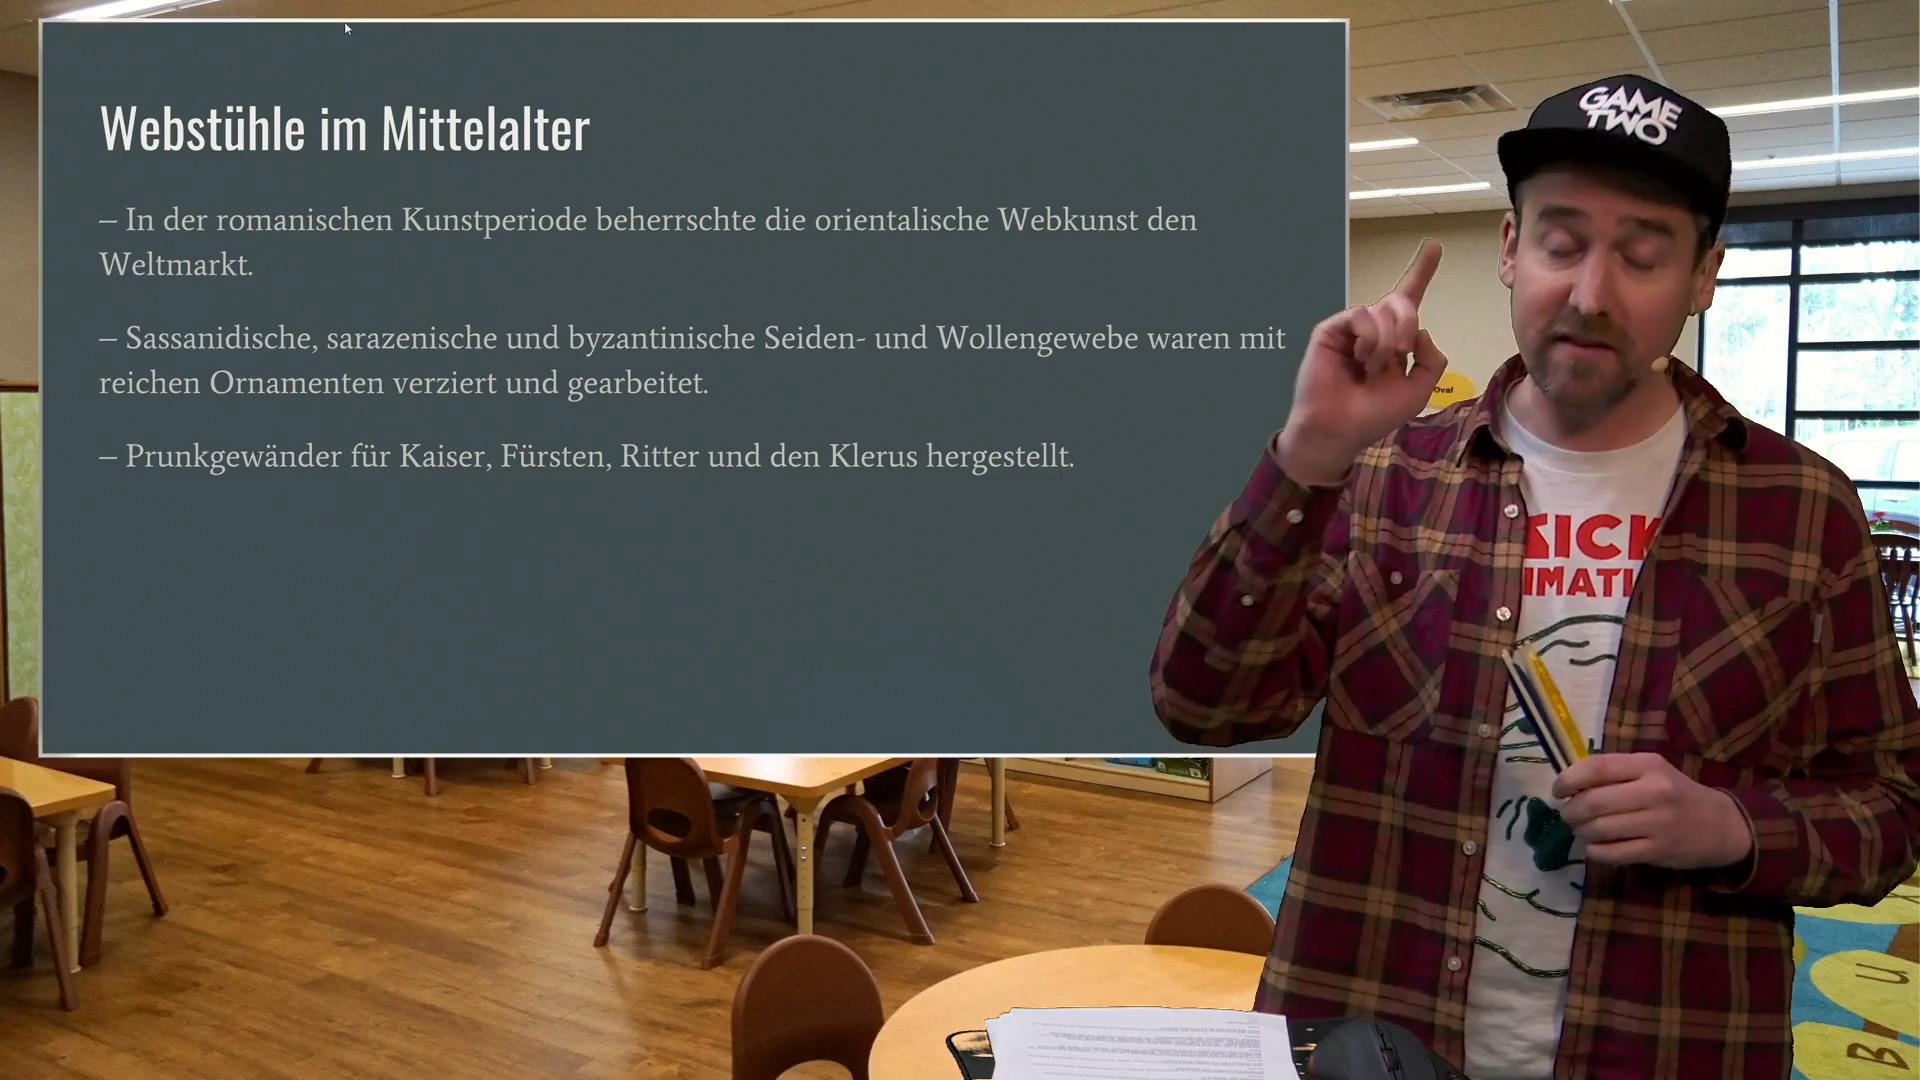 Webstühle im Mittelalter
– In der romanischen Kunstperiode beherrschte die orientalische Webkunst den
Weltmarkt.
– Sassanidische, sarazenische und byzantinische Seiden- und Wollengewebe waren mit
reichen Ornamenten verziert und gearbeitet.
– Prunkgewänder für Kaiser, Fürsten, Ritter und den Klerus hergestellt.
GAME
TWO
Oval
KICK
IMATI
U
B